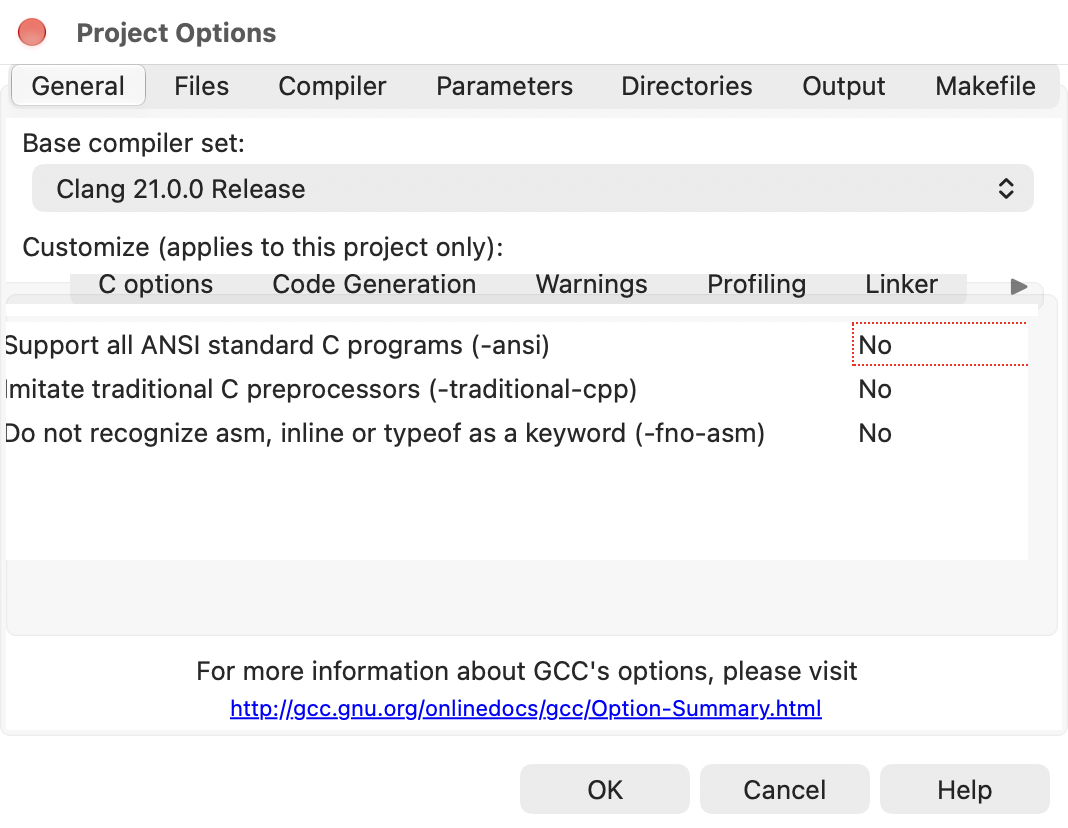 Project Options
General Files Compiler Parameters Directories Output Makefile
Base compiler set:
Clang 21.0.0 Release
Customize (applies to this project only):
C options Code Generation Warnings Profiling Linker
Support all ANSI standard C programs (-ansi) No
Imitate traditional C preprocessors (-traditional-cpp) No
Do not recognize asm, inline or typeof as a keyword (-fno-asm) No
For more information about GCC's options, please visit
http://gcc.gnu.org/onlinedocs/gcc/Option-Summary.html
OK Cancel Help